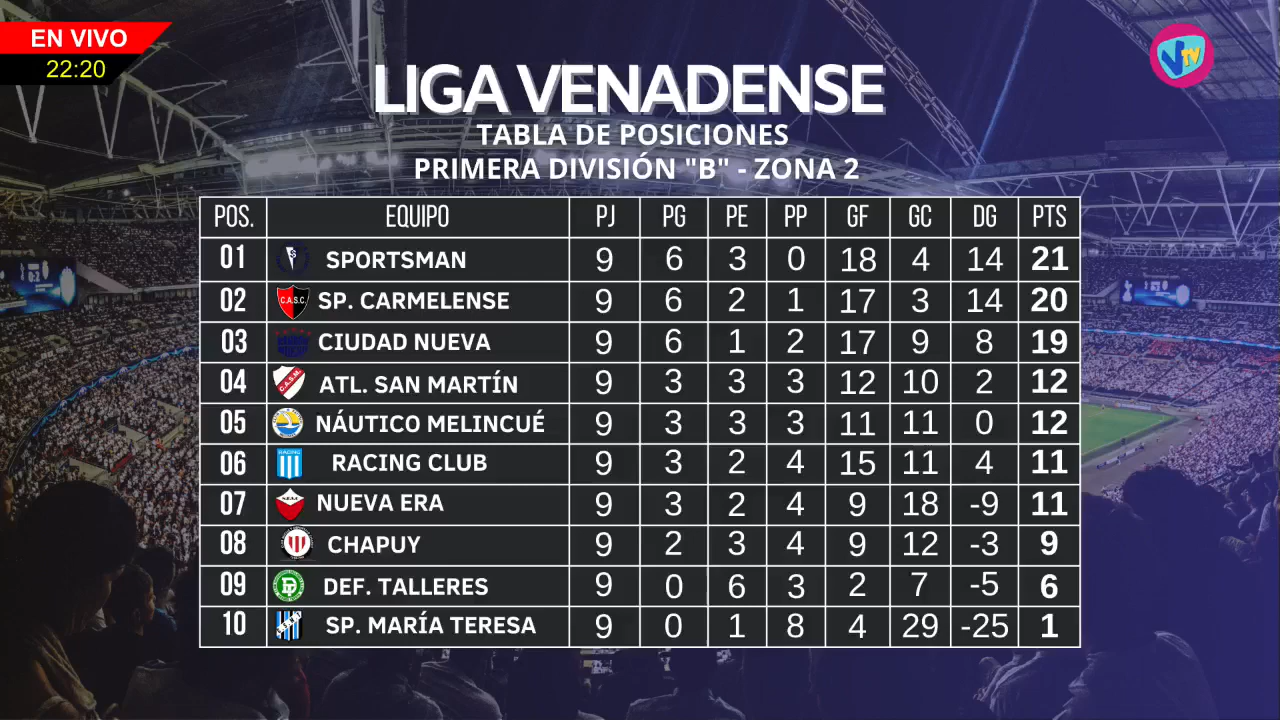 EN VIVO
22:20
VTV
LIGA VENADENSE
TABLA DE POSICIONES
PRIMERA DIVISIÓN "B" - ZONA 2
POS. EQUIPO PJ PG PE PP GF GC DG PTS
01 SPORTSMAN 9 6 3 0 18 4 14 21
02 C.A.S.C. SP. CARMELENSE 9 6 2 1 17 3 14 20
03 CIUDAD NUEVA 9 6 1 2 17 9 8 19
04 C.A.S.M. ATL. SAN MARTÍN 9 3 3 3 12 10 2 12
05 NÁUTICO MELINCUÉ 9 3 3 3 11 11 0 12
06 RACING RACING CLUB 9 3 2 4 15 11 4 11
07 NUEVA ERA 9 3 2 4 9 18 -9 11
08 CHAPUY 9 2 3 4 9 12 -3 9
09 DEF. TALLERES 9 0 6 3 2 7 -5 6
10 SP. MARÍA TERESA 9 0 1 8 4 29 -25 1